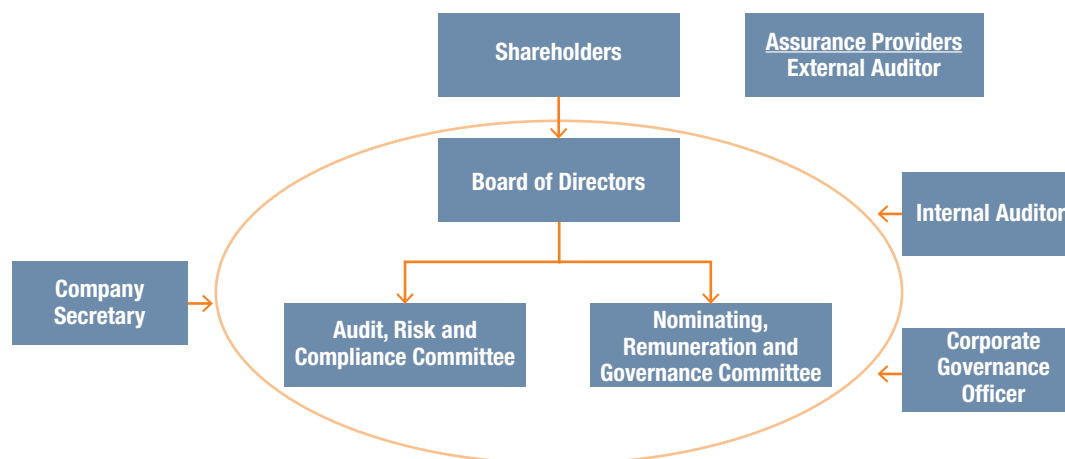 Shareholders
Assurance Providers
External Auditor
Board of Directors
Internal Auditor
Company
Secretary
Audit, Risk and
Compliance Committee
Nominating,
Remuneration and
Governance Committee
Corporate
Governance
Officer